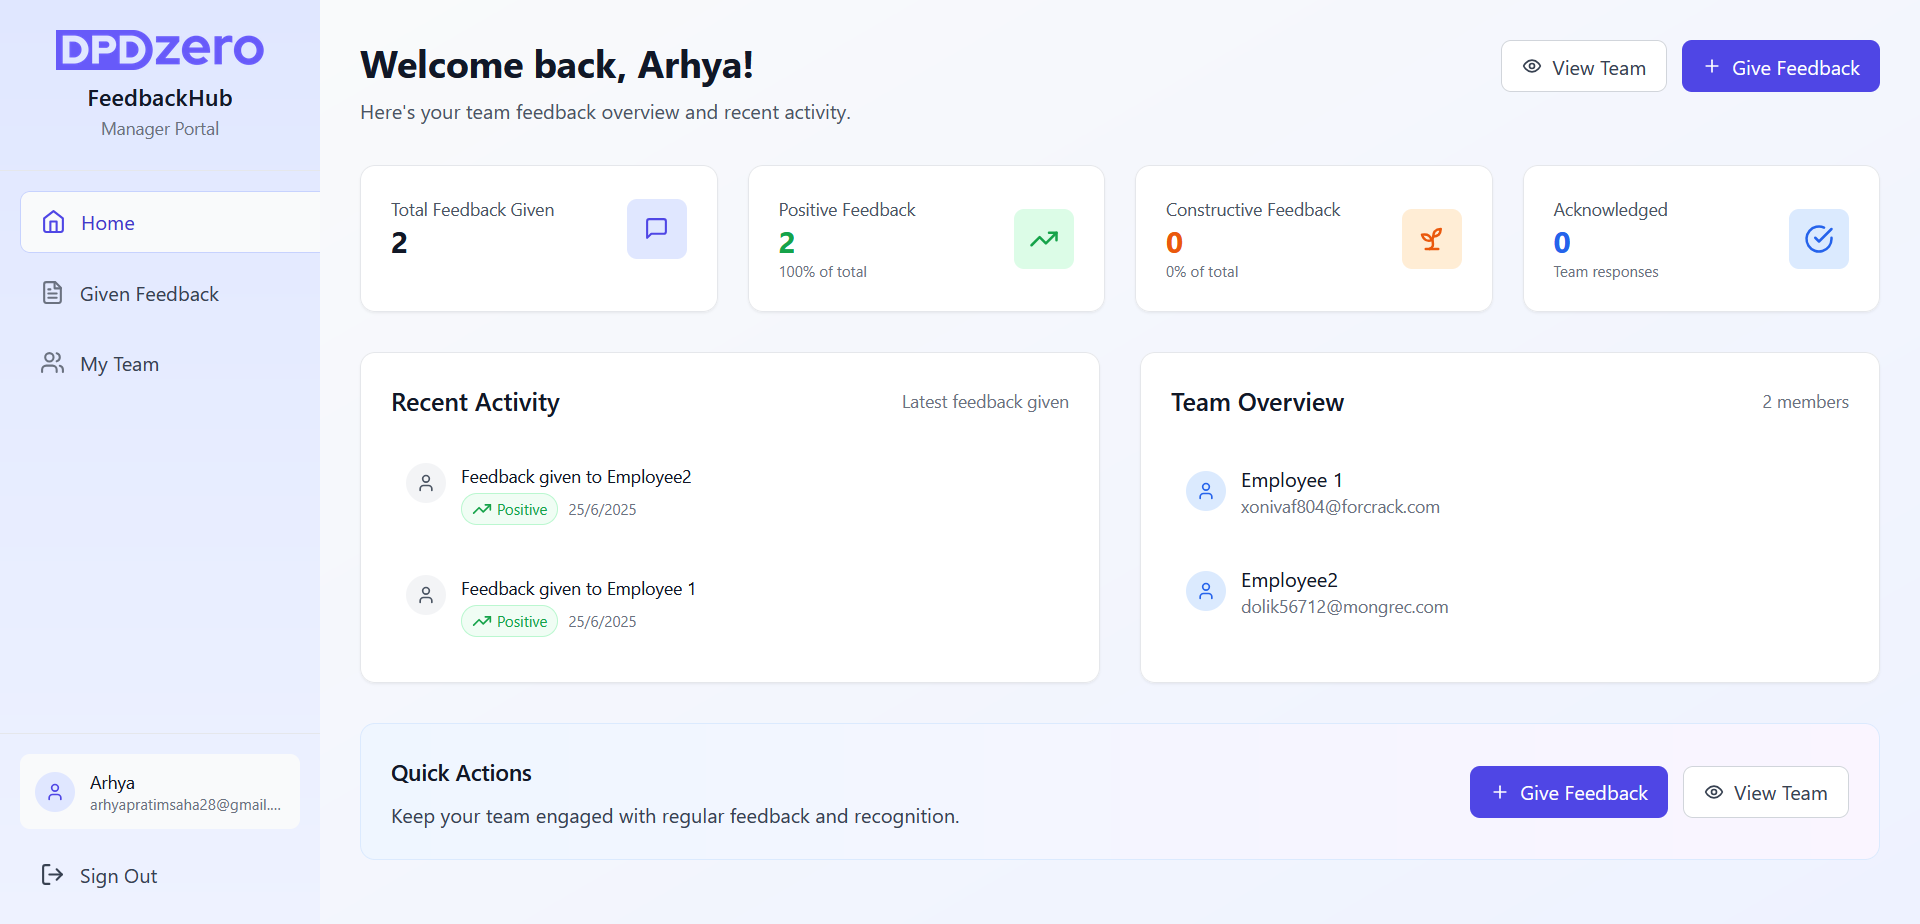 DPDzero
FeedbackHub
Manager Portal
Home
Given Feedback
My Team
Arhya
arhyapratimsaha28@gmail....
Sign Out
Welcome back, Arhya!
Here's your team feedback overview and recent activity.
View Team
Give Feedback
Total Feedback Given
2
Positive Feedback
2
100% of total
Constructive Feedback
0
0% of total
Acknowledged
0
Team responses
Recent Activity
Latest feedback given
Feedback given to Employee2
Positive 25/6/2025
Feedback given to Employee 1
Positive 25/6/2025
Team Overview
2 members
Employee 1
xonivaf804@forcrack.com
Employee2
dolik56712@mongrec.com
Quick Actions
Keep your team engaged with regular feedback and recognition.
Give Feedback
View Team